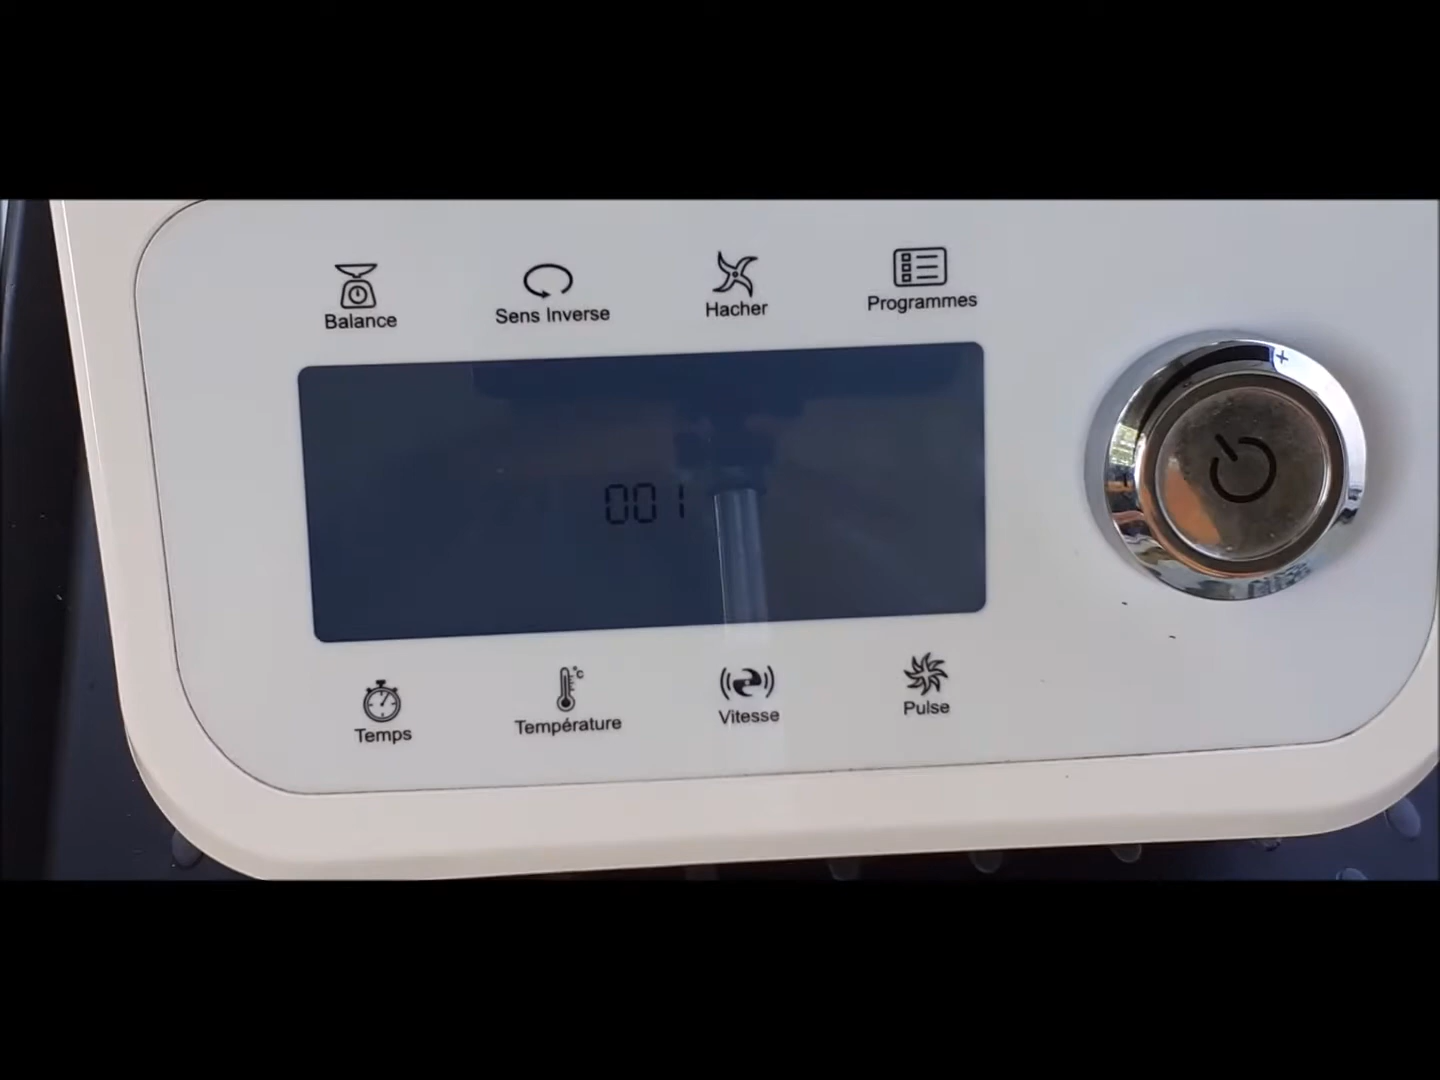 Balance
Sens Inverse
Hacher
Programmes
+
001
°c
Temps
Température
Vitesse
Pulse